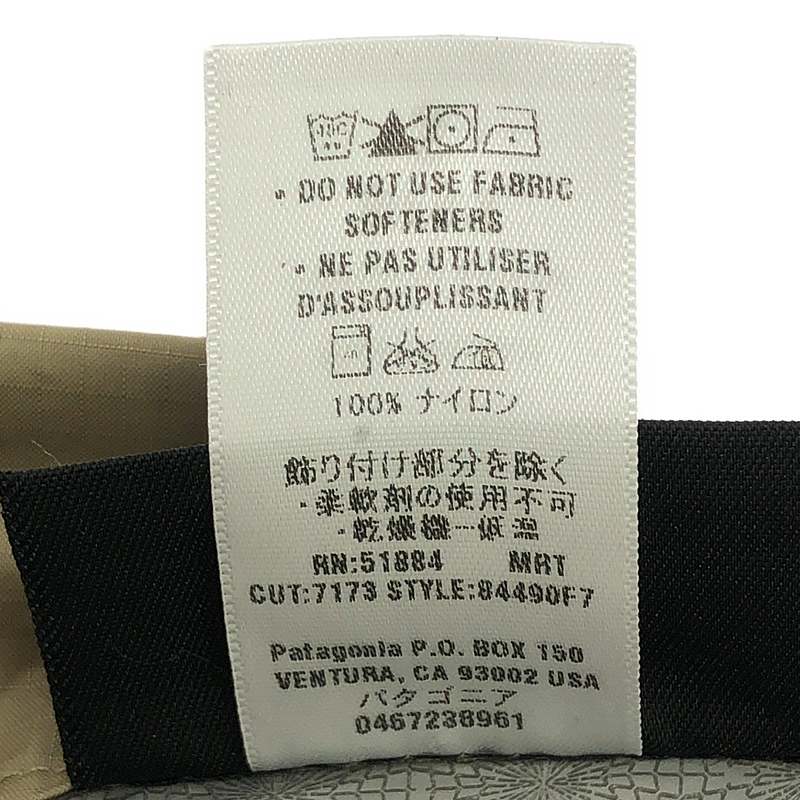 • DO NOT USE FABRIC
SOFTENERS
• NE PAS UTILISER
D'ASSOUPLISSANT
100% ナイロン
飾り付け部分を除く
・柔軟剤の使用不可
・乾燥機一低温
RN:51884 MRT
CUT:7173 STYLE:84490F7
Patagonia P.O. BOX 150
VENTURA, CA 93002 USA
パタゴニア
0467238961